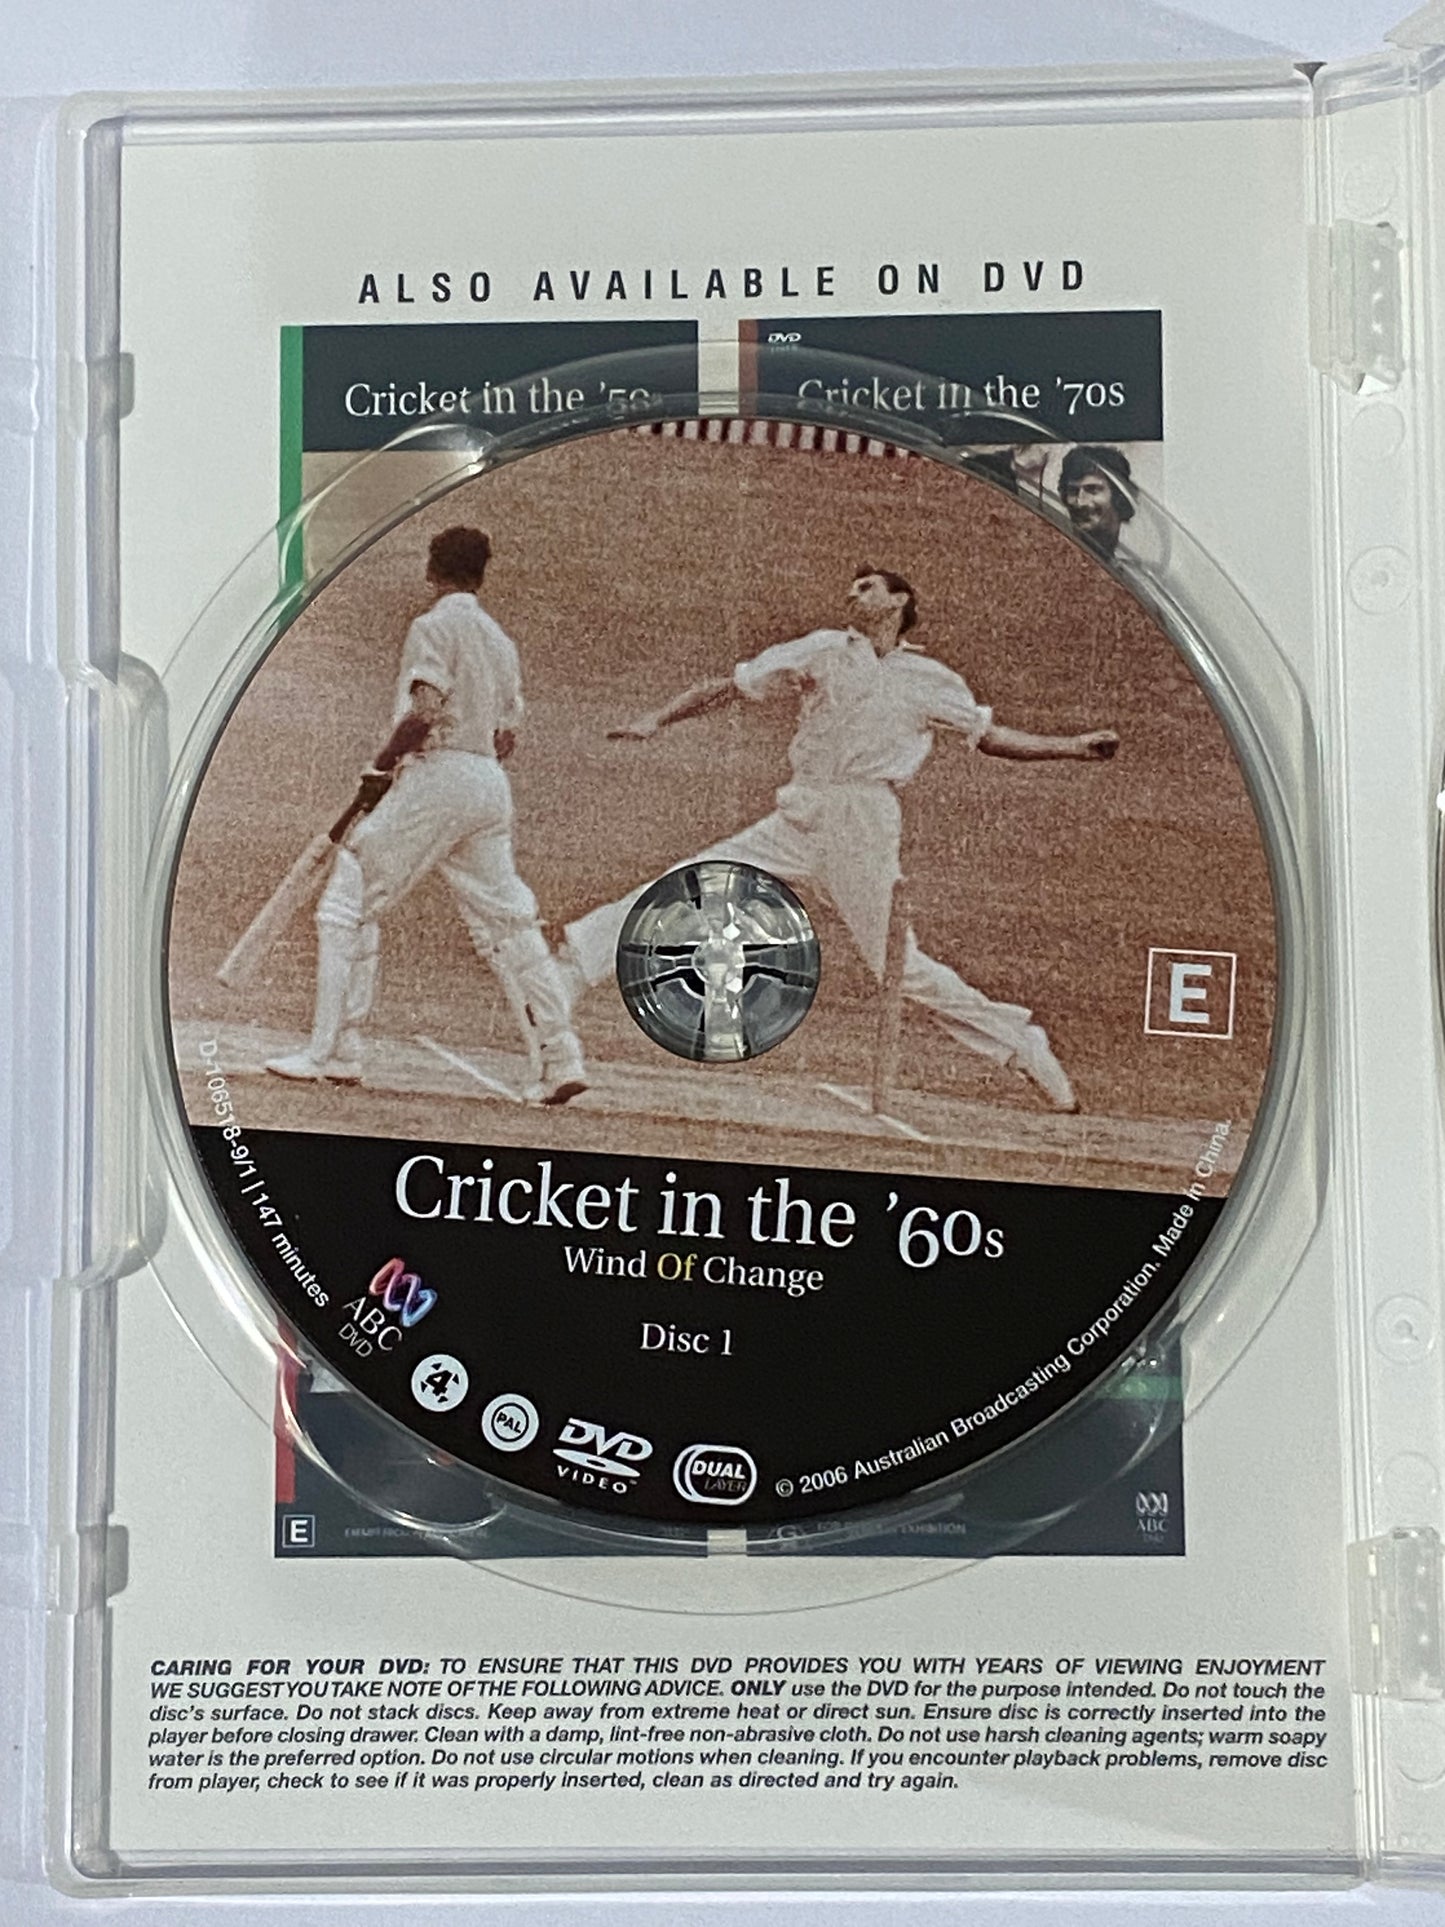 ALSO AVAILABLE ON DVD
DVD
Cricket in the '50s
Cricket in the '70s
E
D-106518-9/1 | 147 minutes
Cricket in the '60s
Wind Of Change
Disc 1
ABC
DVD
4
PAL
DVD
VIDEO™
DUAL
LAYER
© 2006 Australian Broadcasting Corporation. Made in China.
E
EXHIBITION
ABC
CARING FOR YOUR DVD: TO ENSURE THAT THIS DVD PROVIDES YOU WITH YEARS OF VIEWING ENJOYMENT
WE SUGGEST YOU TAKE NOTE OF THE FOLLOWING ADVICE. ONLY use the DVD for the purpose intended. Do not touch the
disc's surface. Do not stack discs. Keep away from extreme heat or direct sun. Ensure disc is correctly inserted into the
player before closing drawer. Clean with a damp, lint-free non-abrasive cloth. Do not use harsh cleaning agents; warm soapy
water is the preferred option. Do not use circular motions when cleaning. If you encounter playback problems, remove disc
from player, check to see if it was properly inserted, clean as directed and try again.